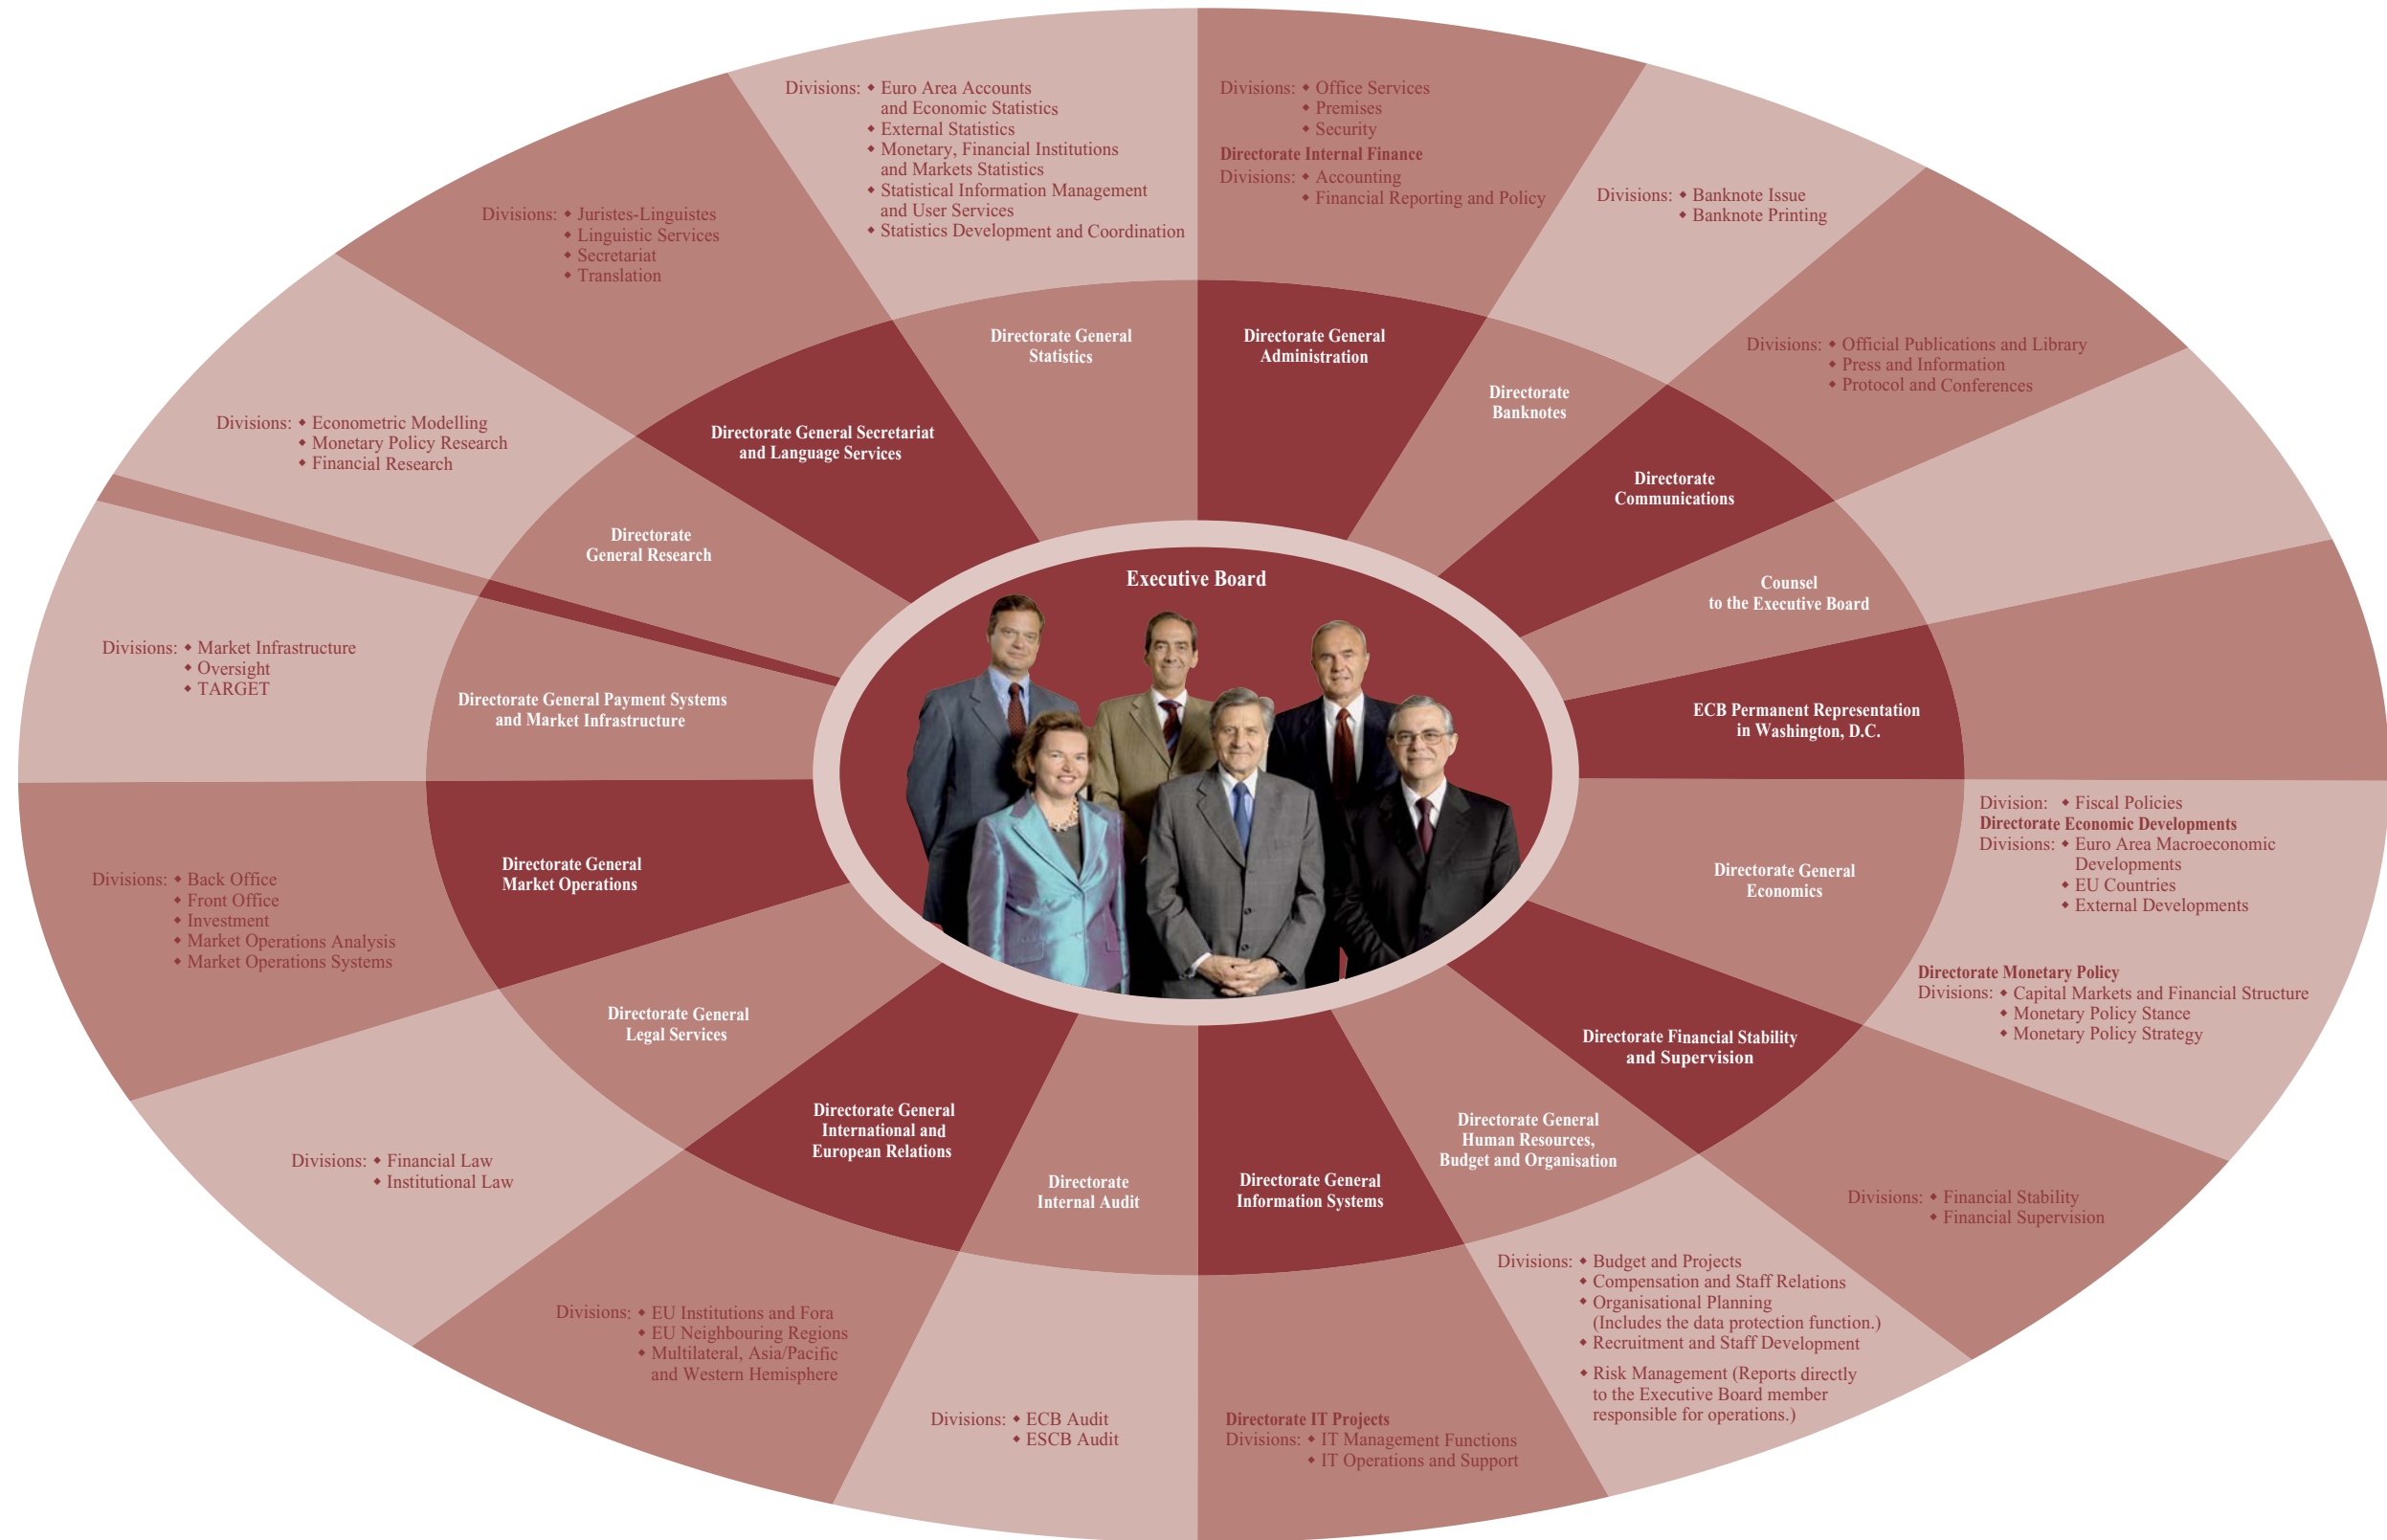 Executive Board
Directorate General
Administration
Divisions: ◆ Office Services
◆ Premises
◆ Security
Directorate Internal Finance
Divisions: ◆ Accounting
◆ Financial Reporting and Policy
Directorate
Banknotes
Divisions: ◆ Banknote Issue
◆ Banknote Printing
Directorate
Communications
Divisions: ◆ Official Publications and Library
◆ Press and Information
◆ Protocol and Conferences
Counsel
to the Executive Board
ECB Permanent Representation
in Washington, D.C.
Directorate General
Economics
Division: ◆ Fiscal Policies
Directorate Economic Developments
Divisions: ◆ Euro Area Macroeconomic
Developments
◆ EU Countries
◆ External Developments
Directorate Monetary Policy
Divisions: ◆ Capital Markets and Financial Structure
◆ Monetary Policy Stance
◆ Monetary Policy Strategy
Directorate Financial Stability
and Supervision
Divisions: ◆ Financial Stability
◆ Financial Supervision
Directorate General
Human Resources,
Budget and Organisation
Divisions: ◆ Budget and Projects
◆ Compensation and Staff Relations
◆ Organisational Planning
(Includes the data protection function.)
◆ Recruitment and Staff Development
◆ Risk Management (Reports directly
to the Executive Board member
responsible for operations.)
Directorate General
Information Systems
Directorate IT Projects
Divisions: ◆ IT Management Functions
◆ IT Operations and Support
Directorate
Internal Audit
Divisions: ◆ ECB Audit
◆ ESCB Audit
Directorate General
International and
European Relations
Divisions: ◆ EU Institutions and Fora
◆ EU Neighbouring Regions
◆ Multilateral, Asia/Pacific
and Western Hemisphere
Directorate General
Legal Services
Divisions: ◆ Financial Law
◆ Institutional Law
Directorate General
Market Operations
Divisions: ◆ Back Office
◆ Front Office
◆ Investment
◆ Market Operations Analysis
◆ Market Operations Systems
Directorate General Payment Systems
and Market Infrastructure
Divisions: ◆ Market Infrastructure
◆ Oversight
◆ TARGET
Directorate
General Research
Divisions: ◆ Econometric Modelling
◆ Monetary Policy Research
◆ Financial Research
Directorate General Secretariat
and Language Services
Divisions: ◆ Juristes-Linguistes
◆ Linguistic Services
◆ Secretariat
◆ Translation
Directorate General
Statistics
Divisions: ◆ Euro Area Accounts
and Economic Statistics
◆ External Statistics
◆ Monetary, Financial Institutions
and Markets Statistics
◆ Statistical Information Management
and User Services
◆ Statistics Development and Coordination